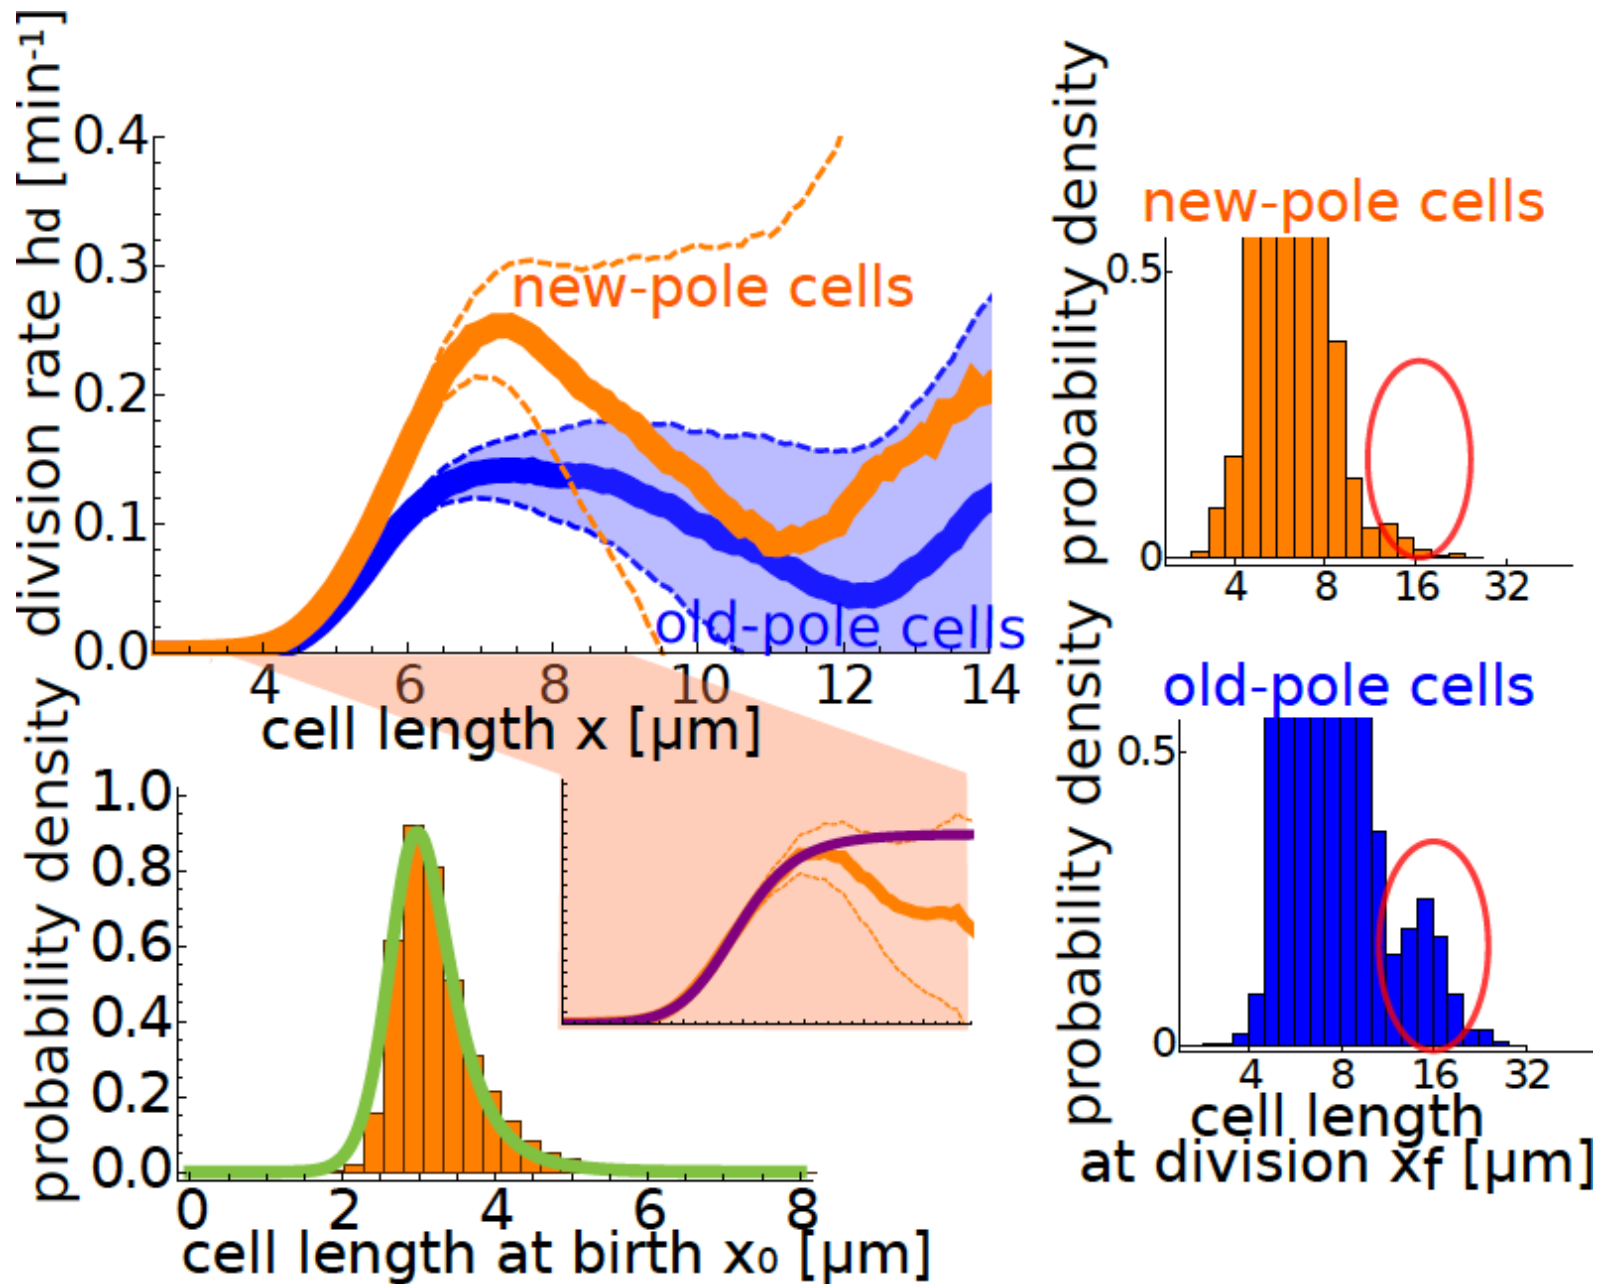 division rate hd [min-1]
0.4
0.3
0.2
0.1
0.0
new-pole cells
old-pole cells
4 6 8 10 12 14
cell length x [µm]
probability density
new-pole cells
0.5
0
4 8 16 32
probability density
old-pole cells
0.5
0
4 8 16 32
cell length
at division xf [µm]
probability density
1.0
0.8
0.6
0.4
0.2
0.0
0 2 4 6 8
cell length at birth x0 [µm]